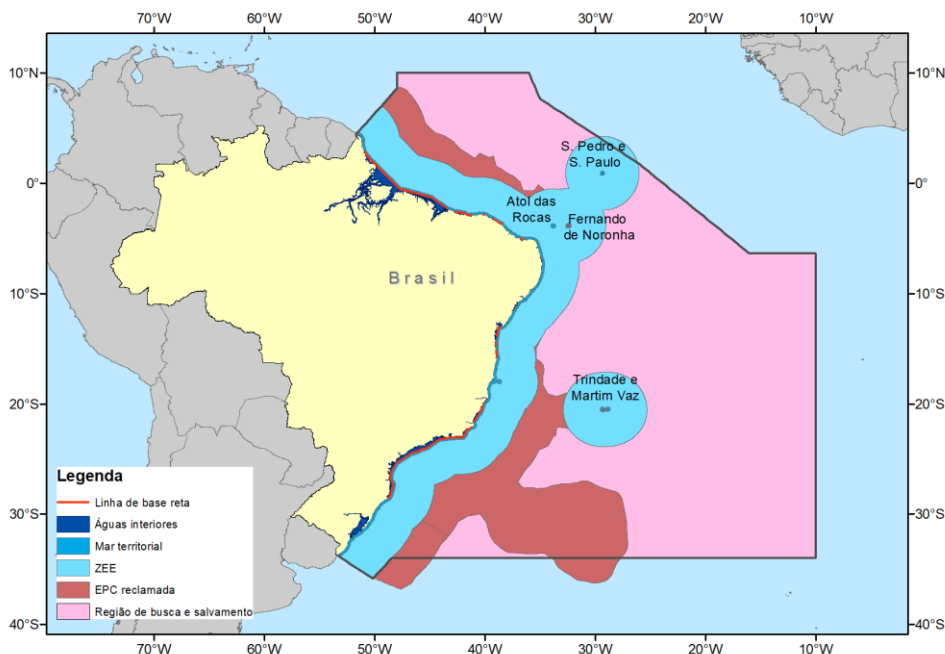 70°W 60°W 50°W 40°W 30°W 20°W 10°W
10°N 10°N
S. Pedro e
S. Paulo
0° 0°
Atol das
Rocas
Fernando
de Noronha
Brasil
10°S 10°S
Trindade e
Martim Vaz
20°S 20°S
Legenda
Linha de base reta
Águas interiores
30°S 30°S
Mar territorial
ZEE
EPC reclamada
Região de busca e salvamento
40°S 40°S
70°W 60°W 50°W 40°W 30°W 20°W 10°W